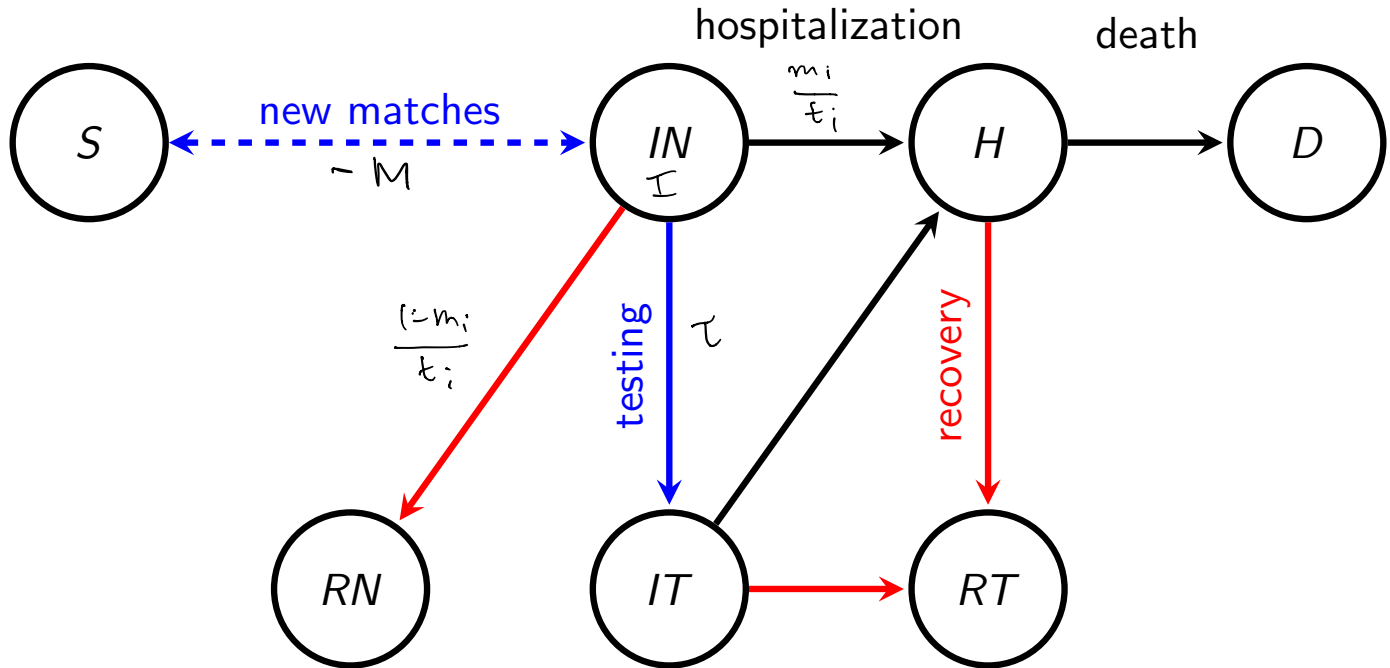 hospitalization
death
m_i
t_i
new matches
S
IN
H
D
- M
I
1-m_i
t_i
testing
τ
recovery
RN
IT
RT